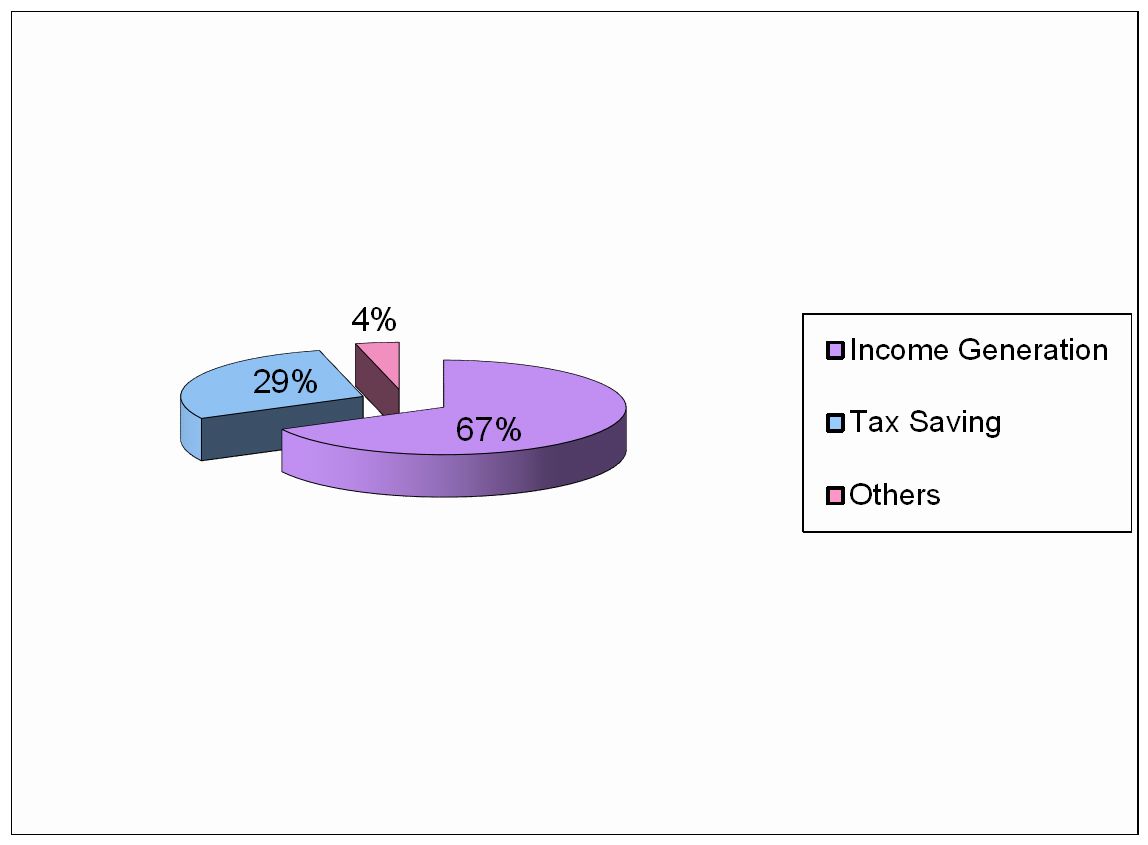 4%
29%
67%
Income Generation
Tax Saving
Others